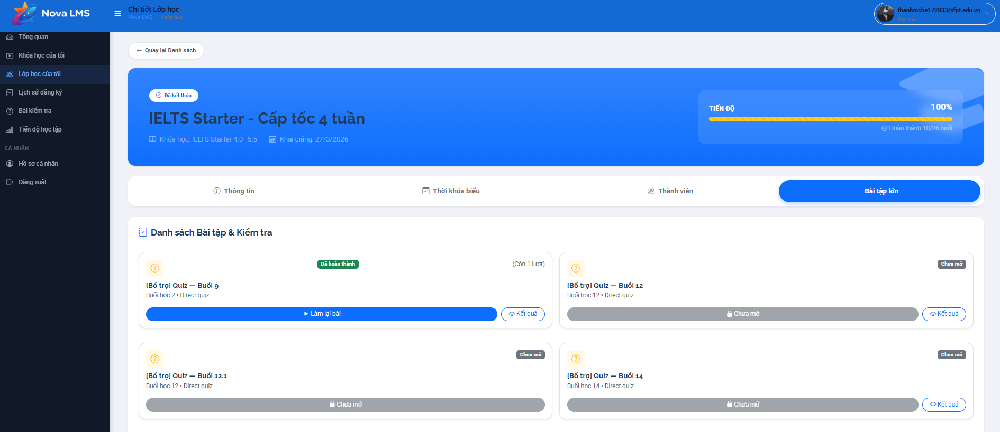 Nova LMS
Chi tiết Lớp học
Nova LMS > Khóa học
thanhmche172833@fpt.edu.vn
Học viên
Tổng quan
Khóa học của tôi
Lớp học của tôi
Lịch sử đăng ký
Bài kiểm tra
Tiến độ học tập
CÁ NHÂN
Hồ sơ cá nhân
Đăng xuất
← Quay lại Danh sách
Đã kết thúc
IELTS Starter - Cấp tốc 4 tuần
Khóa học: IELTS Starter 4.0–5.5 | Khai giảng: 27/3/2026
TIẾN ĐỘ 100%
Hoàn thành 10/26 buổi
Thông tin
Thời khóa biểu
Thành viên
Bài tập lớn
Danh sách Bài tập & Kiểm tra
Đã hoàn thành (Còn 1 lượt)
[Bổ trợ] Quiz — Buổi 9
Buổi học 2 • Direct quiz
Làm lại bài Kết quả
Chưa mở
[Bổ trợ] Quiz — Buổi 12
Buổi học 12 • Direct quiz
Chưa mở Kết quả
Chưa mở
[Bổ trợ] Quiz — Buổi 12.1
Buổi học 12 • Direct quiz
Chưa mở
Chưa mở
[Bổ trợ] Quiz — Buổi 14
Buổi học 14 • Direct quiz
Chưa mở Kết quả